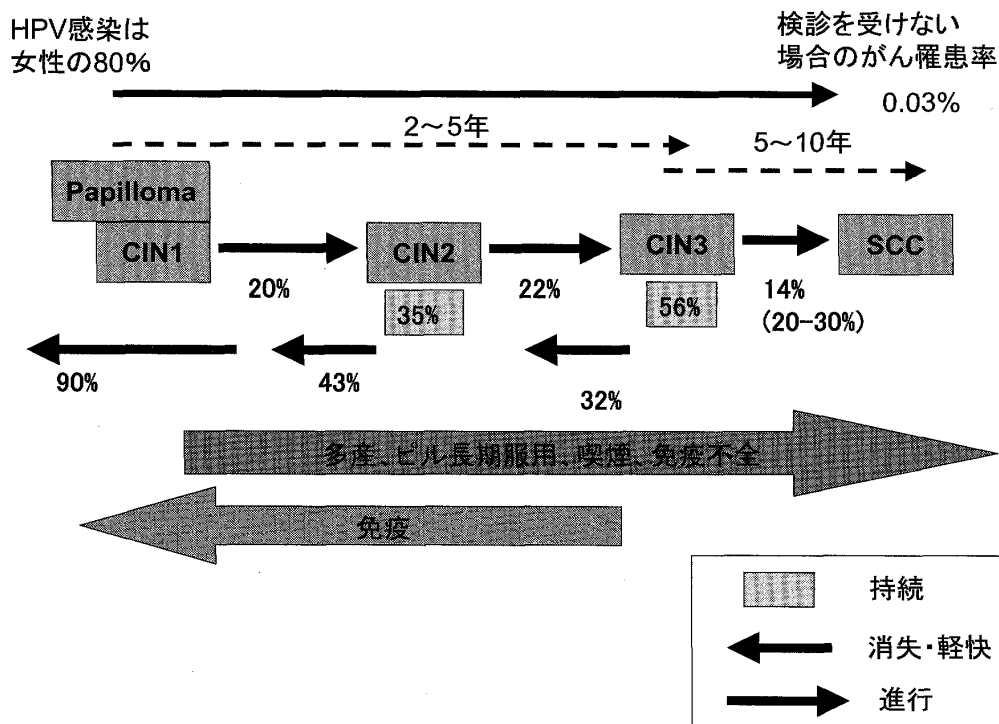 HPV感染は
女性の80%
検診を受けない
場合のがん罹患率
0.03%
2～5年
5～10年
Papilloma
CIN1
CIN2
CIN3
SCC
20%
35%
22%
56%
14%
(20-30%)
90%
43%
32%
多産、ピル長期服用、喫煙、免疫不全
免疫
持続
消失・軽快
進行